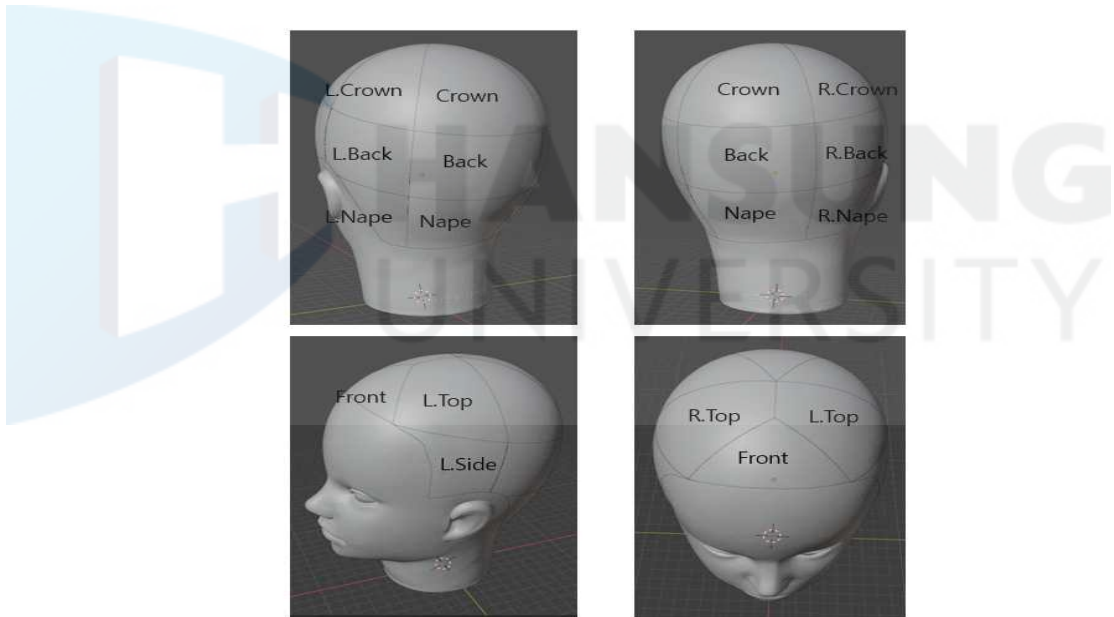 L.Crown Crown
L.Back Back
L.Nape Nape
Crown R.Crown
Back R.Back
Nape R.Nape
Front L.Top
L.Side
R.Top L.Top
Front
HANSUNG
UNIVERSITY